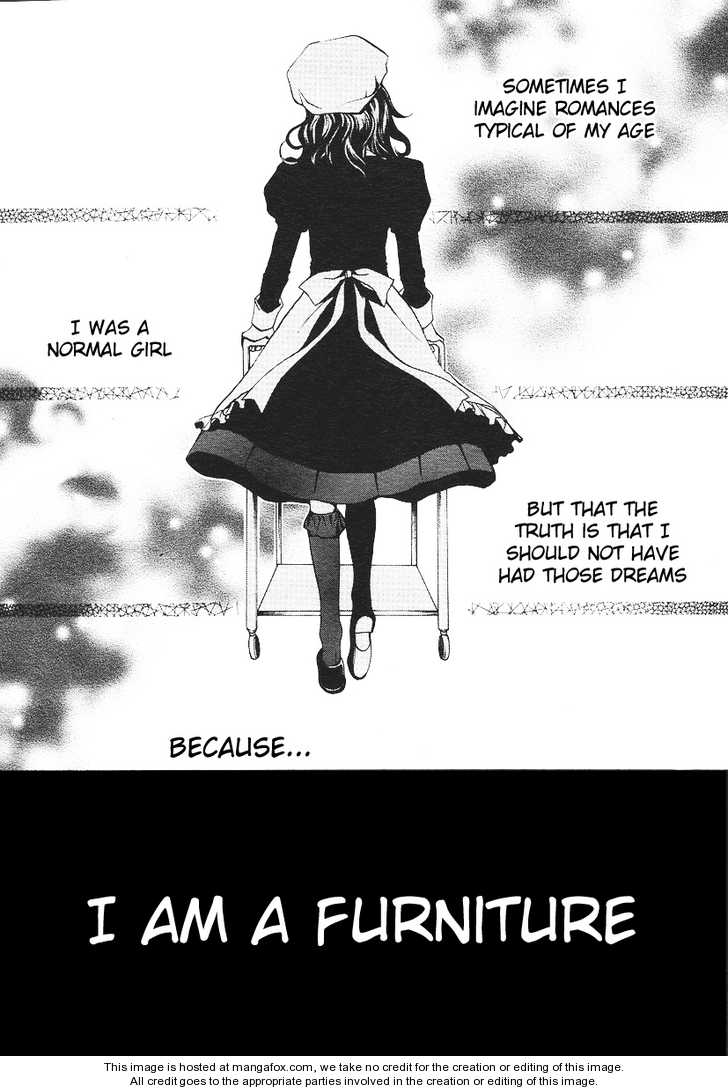 SOMETIMES I
IMAGINE ROMANCES
TYPICAL OF MY AGE
I WAS A
NORMAL GIRL
BUT THAT THE
TRUTH IS THAT I
SHOULD NOT HAVE
HAD THOSE DREAMS
BECAUSE...
I AM A FURNITURE
This image is hosted at mangafox.com, we take no credit for the creation or editing of this image.
All credit goes to the appropriate parties involved in the creation or editing of this image.